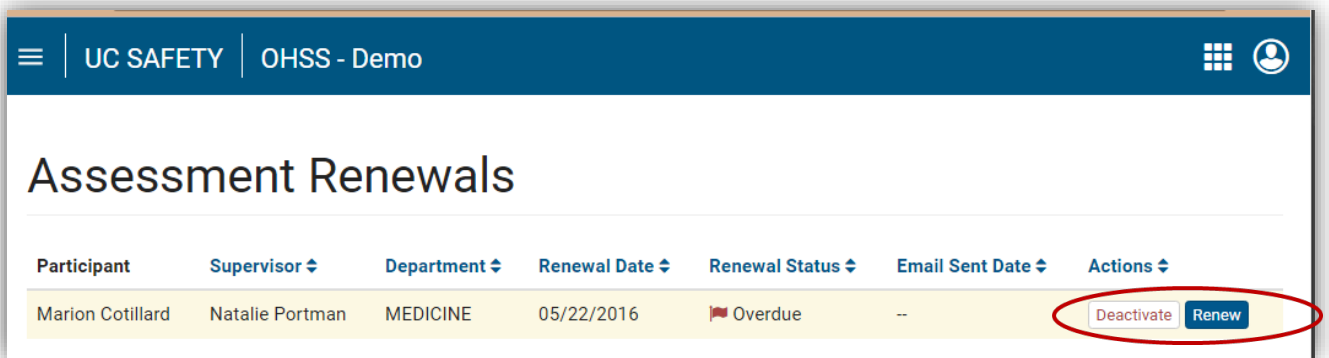 UC SAFETY OHSS - Demo
Assessment Renewals
Participant Supervisor Department Renewal Date Renewal Status Email Sent Date Actions
Marion Cotillard Natalie Portman MEDICINE 05/22/2016 Overdue -- Deactivate Renew